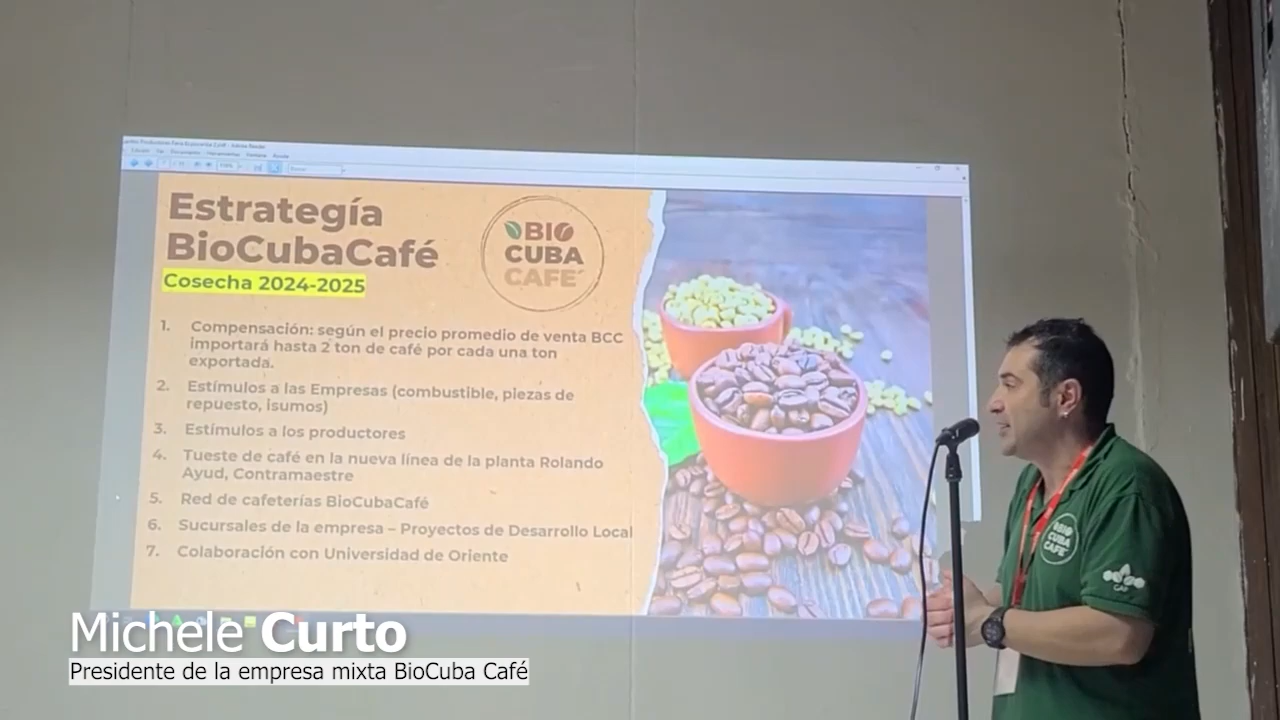 Estrategía
BioCubaCafé
Cosecha 2024-2025
BIO
CUBA
CAFÉ
1. Compensación: según el precio promedio de venta BCC
importará hasta 2 ton de café por cada una ton
exportada.
2. Estímulos a las Empresas (combustible, piezas de
repuesto, isumos)
3. Estímulos a los productores
4. Tueste de café en la nueva línea de la planta Rolando
Ayud, Contramaestre
5. Red de cafeterías BioCubaCafé
6. Sucursales de la empresa – Proyectos de Desarrollo Local
7. Colaboración con Universidad de Oriente
BIO
CUBA
CAFÉ
Michele Curto
Presidente de la empresa mixta BioCuba Café